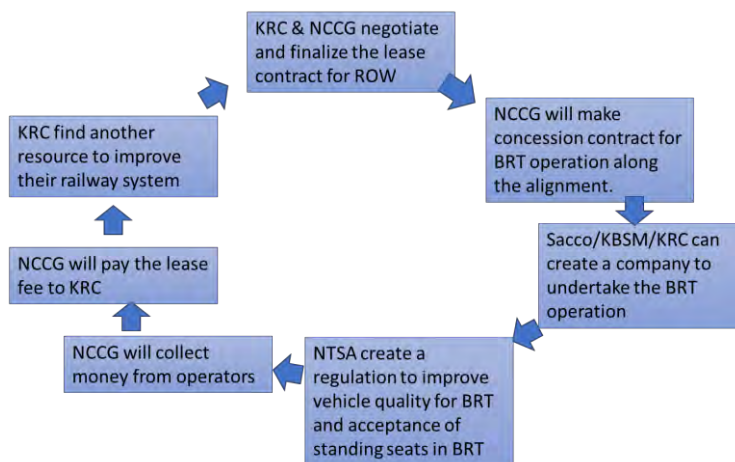 KRC & NCCG negotiate
and finalize the lease
contract for ROW
NCCG will make
concession contract for
BRT operation along
the alignment.
Sacco/KBSM/KRC can
create a company to
undertake the BRT
operation
NTSA create a
regulation to improve
vehicle quality for BRT
and acceptance of
standing seats in BRT
NCCG will collect
money from operators
NCCG will pay the lease
fee to KRC
KRC find another
resource to improve
their railway system